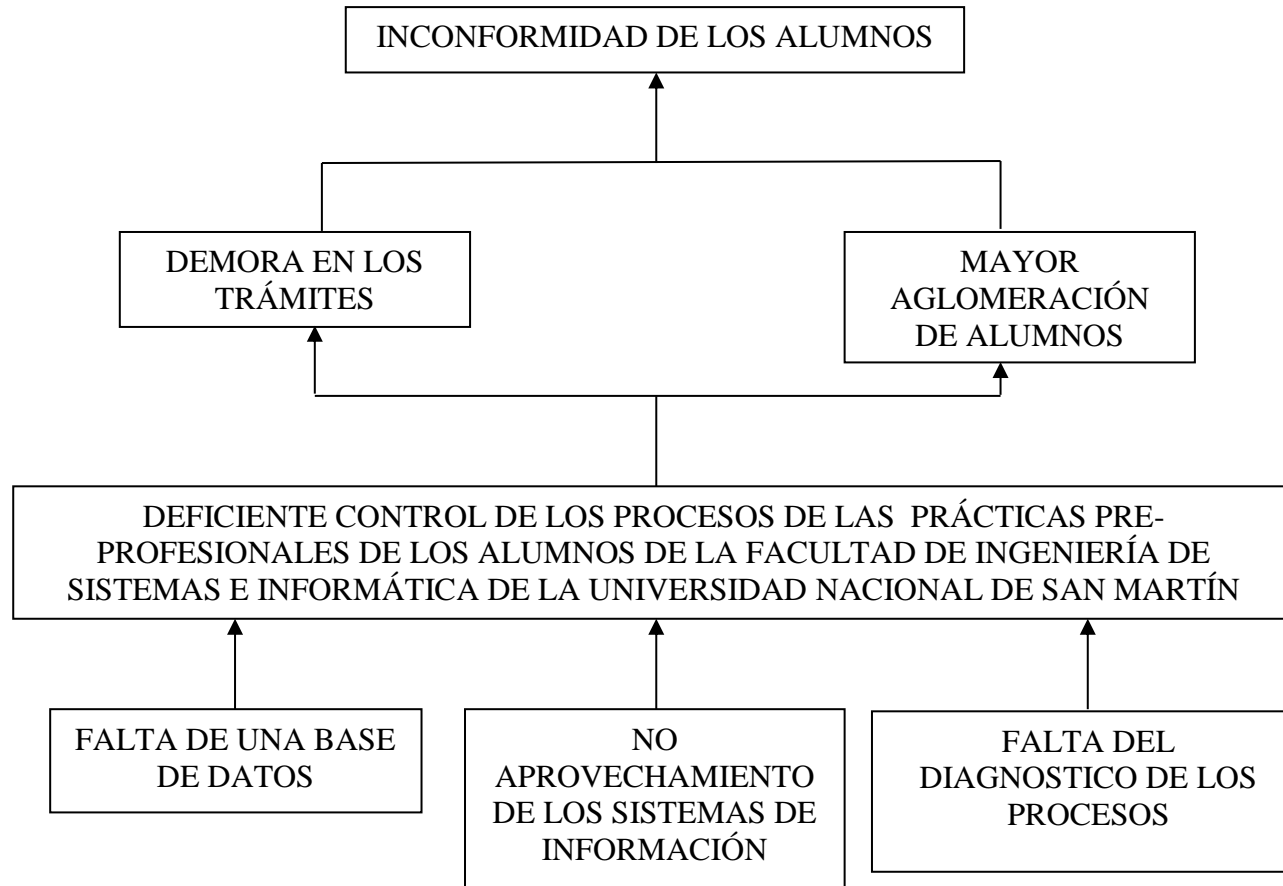 INCONFORMIDAD DE LOS ALUMNOS
DEMORA EN LOS
TRÁMITES
MAYOR
AGLOMERACIÓN
DE ALUMNOS
DEFICIENTE CONTROL DE LOS PROCESOS DE LAS PRÁCTICAS PRE-
PROFESIONALES DE LOS ALUMNOS DE LA FACULTAD DE INGENIERÍA DE
SISTEMAS E INFORMÁTICA DE LA UNIVERSIDAD NACIONAL DE SAN MARTÍN
FALTA DE UNA BASE
DE DATOS
NO
APROVECHAMIENTO
DE LOS SISTEMAS DE
INFORMACIÓN
FALTA DEL
DIAGNOSTICO DE LOS
PROCESOS